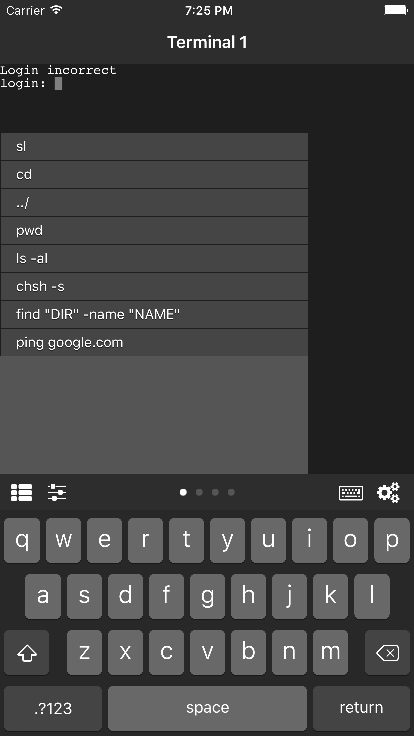 Carrier 7:25 PM
Terminal 1
Login incorrect
login:
sl
cd
../
pwd
ls -al
chsh -s
find "DIR" -name "NAME"
ping google.com
q w e r t y u i o p
a s d f g h j k l
z x c v b n m
.?123 space return